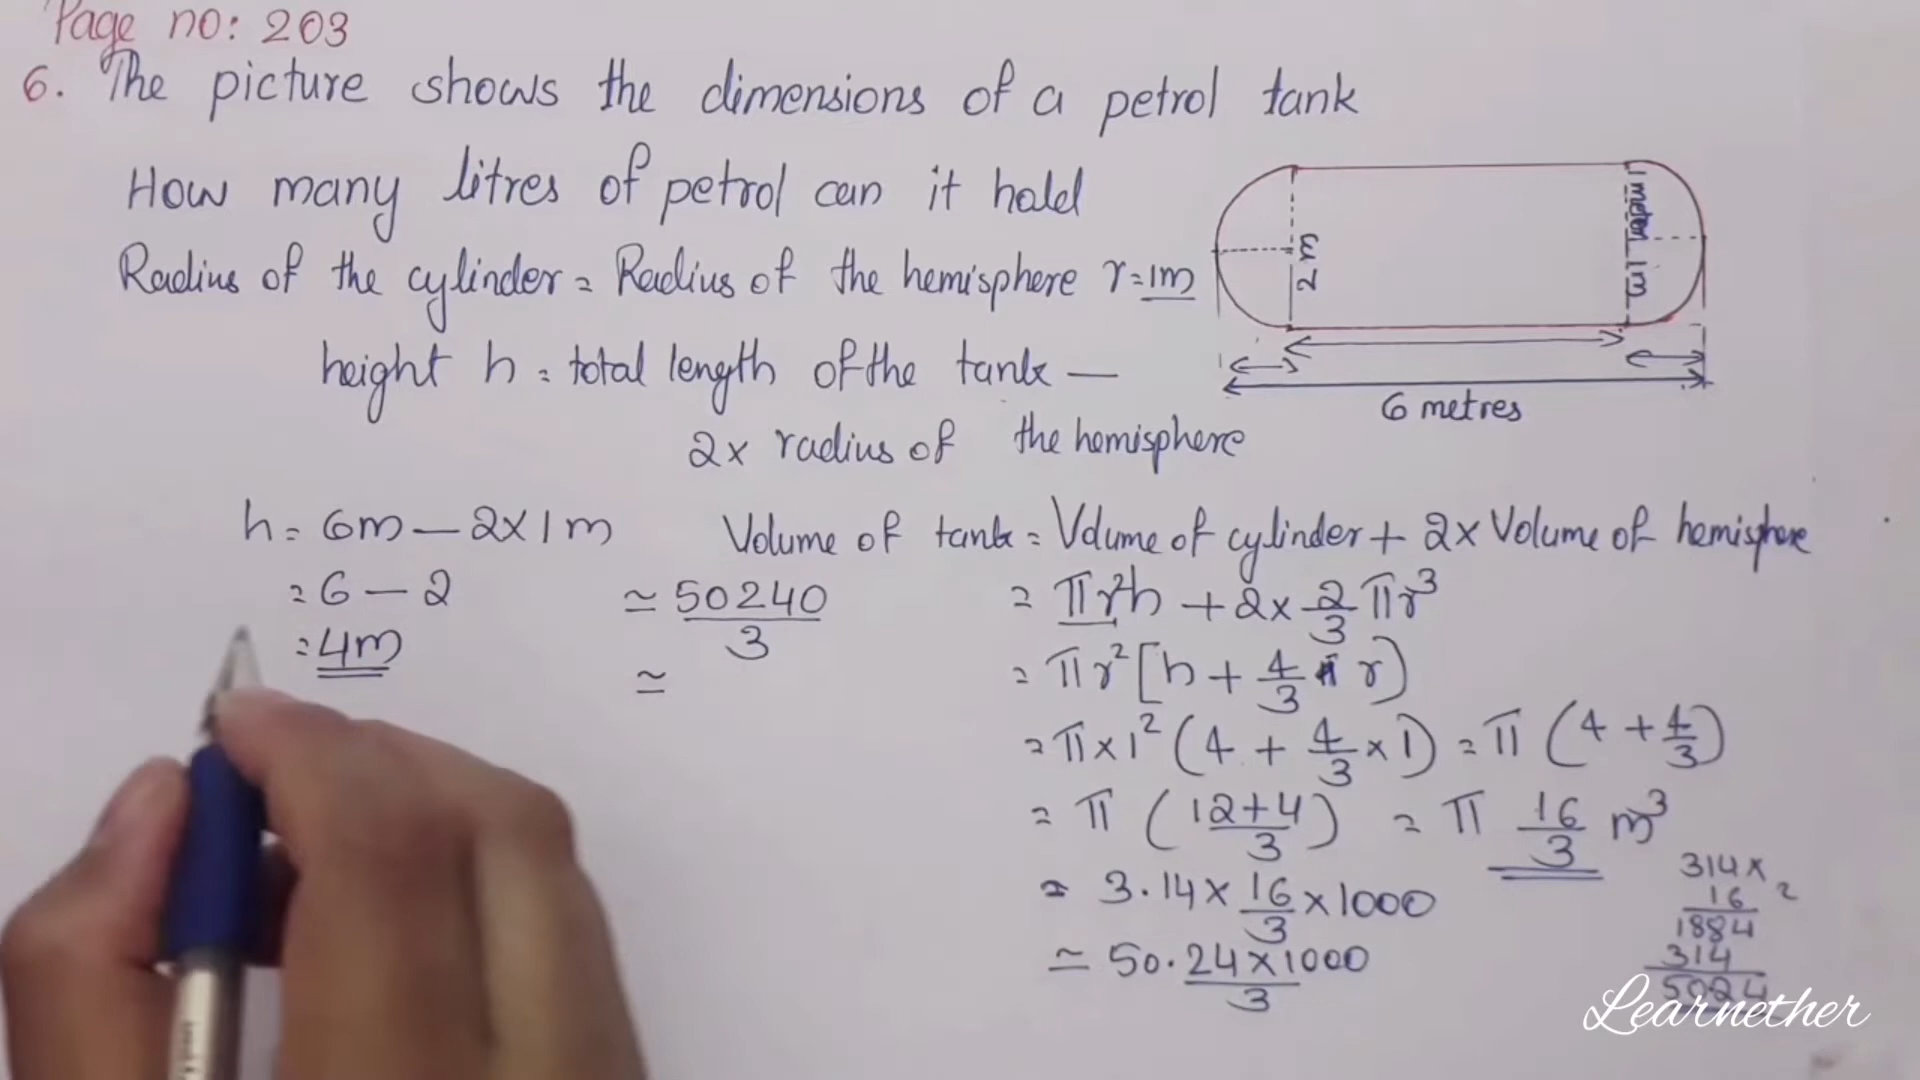 Page no: 203
6. The picture shows the dimensions of a petrol tank
How many litres of petrol can it hold
Radius of the cylinder = Radius of the hemisphere r=1m
height h = total length of the tank —
2x radius of the hemisphere
1 meter 1m
2 m
6 metres
h = 6m — 2x1m
= 6 — 2
= 4m
≃ 50240/3
≃
Volume of tank = Volume of cylinder + 2x Volume of hemisphere
= πr²h + 2x 2/3 πr³
= πr² [h + 4/3 r)
= π x 1² (4 + 4/3 x 1) = π (4 + 4/3)
= π (12+4/3) = π 16/3 m³
= 3.14 x 16/3 x 1000
≃ 50.24x1000/3
314 x
16 =
1884
314
5024
Learnether